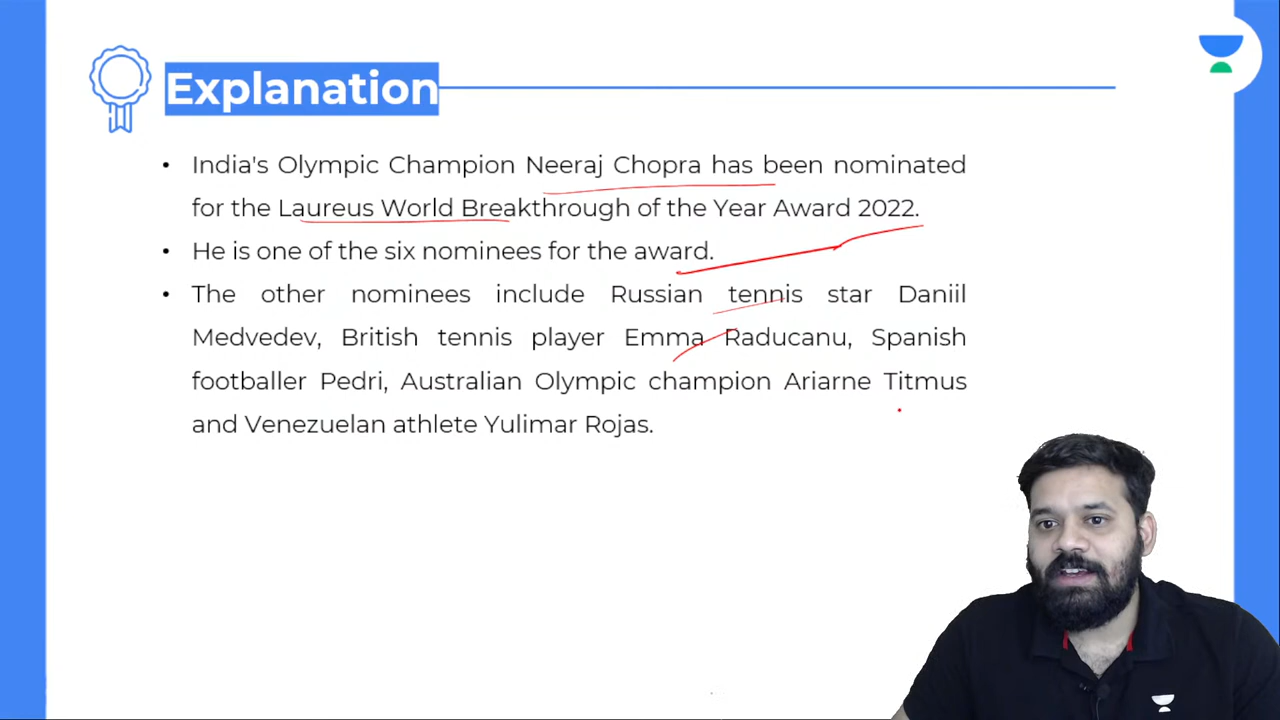 Explanation
• India's Olympic Champion Neeraj Chopra has been nominated
for the Laureus World Breakthrough of the Year Award 2022.
• He is one of the six nominees for the award.
• The other nominees include Russian tennis star Daniil
Medvedev, British tennis player Emma Raducanu, Spanish
footballer Pedri, Australian Olympic champion Ariarne Titmus
and Venezuelan athlete Yulimar Rojas.